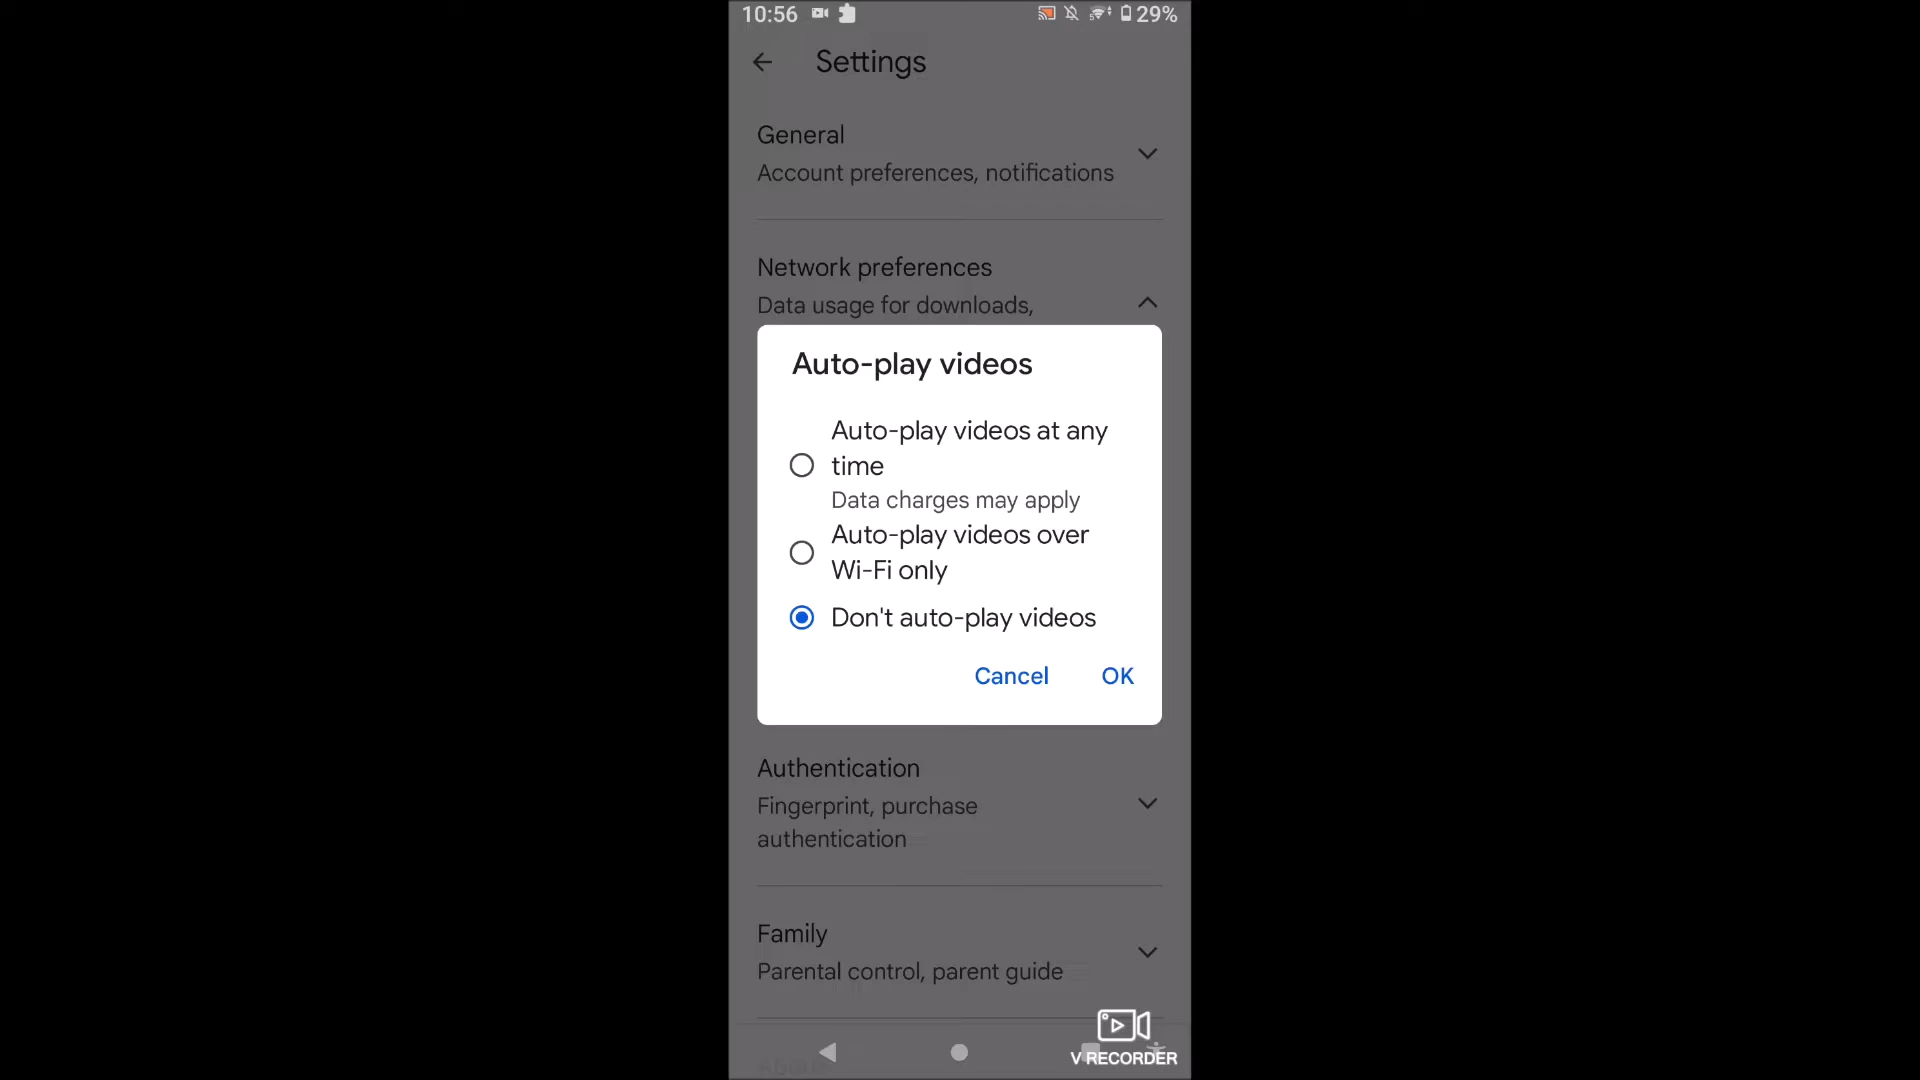 10:56
29%
Settings
General
Account preferences, notifications
Network preferences
Data usage for downloads,
Auto-play videos
Auto-play videos at any
time
Data charges may apply
Auto-play videos over
Wi-Fi only
Don't auto-play videos
Cancel
OK
Authentication
Fingerprint, purchase
authentication
Family
Parental control, parent guide
About
V RECORDER